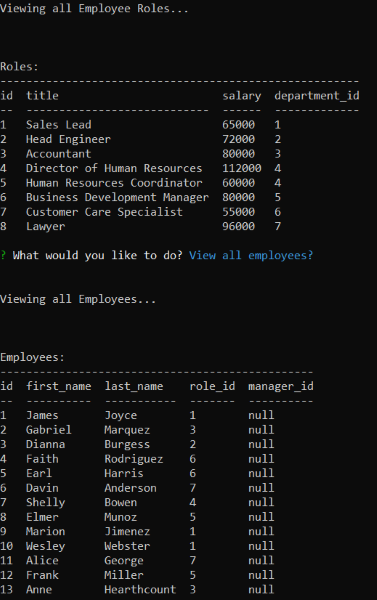 Viewing all Employee Roles...
Roles:
-------------------------------------------------------
id  title                        salary  department_id
--  ---------------------------  ------  -------------
1   Sales Lead                   65000   1
2   Head Engineer                72000   2
3   Accountant                   80000   3
4   Director of Human Resources  112000  4
5   Human Resources Coordinator  60000   4
6   Business Development Manager 80000   5
7   Customer Care Specialist     55000   6
8   Lawyer                       96000   7
? What would you like to do? View all employees?
Viewing all Employees...
Employees:
------------------------------------------------
id  first_name  last_name    role_id  manager_id
--  ----------  -----------  -------  ----------
1   James       Joyce        1        null
2   Gabriel     Marquez      3        null
3   Dianna      Burgess      2        null
4   Faith       Rodriguez    6        null
5   Earl        Harris       6        null
6   Davin       Anderson     7        null
7   Shelly      Bowen        4        null
8   Elmer       Munoz        5        null
9   Marion      Jimenez      1        null
10  Wesley      Webster      1        null
11  Alice       George       7        null
12  Frank       Miller       5        null
13  Anne        Hearthcount  3        null